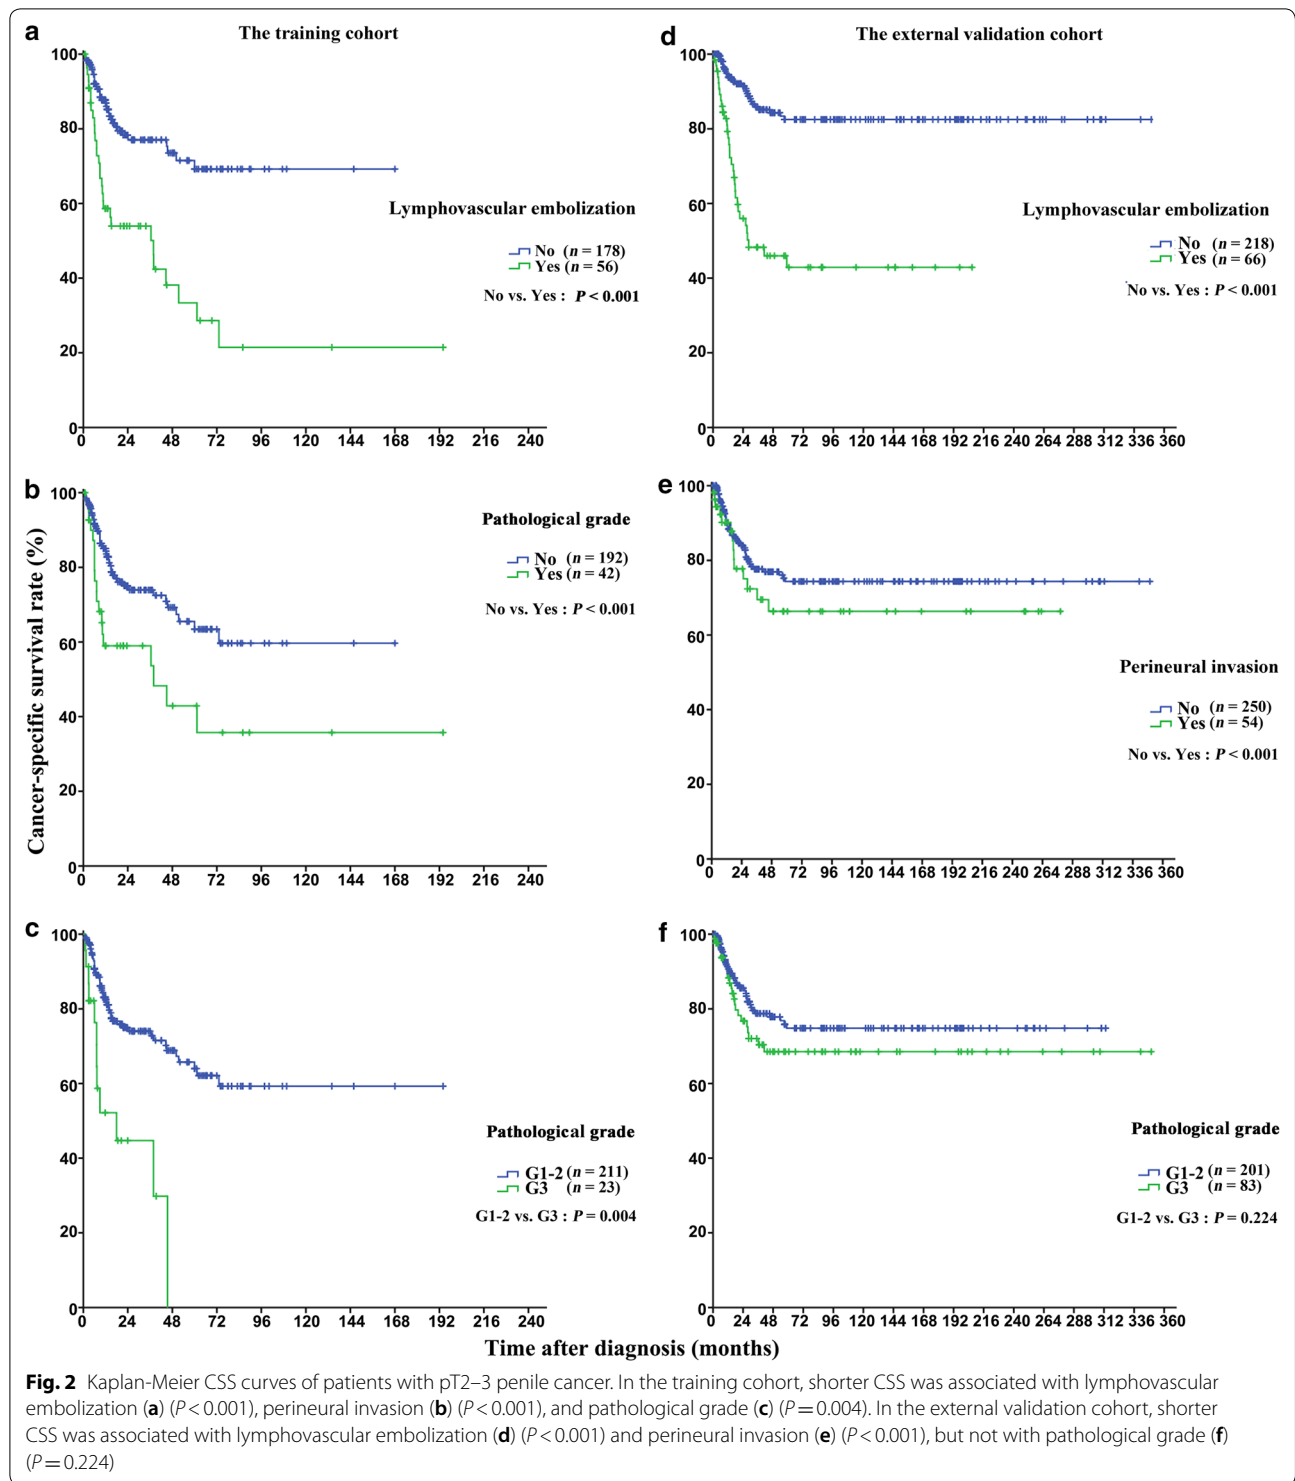 a
The training cohort
100
80
60
40
20
0
Lymphovascular embolization
No (n = 178)
Yes (n = 56)
No vs. Yes : P < 0.001
0 24 48 72 96 120 144 168 192 216 240
d
The external validation cohort
100
80
60
40
20
0
Lymphovascular embolization
No (n = 218)
Yes (n = 66)
No vs. Yes : P < 0.001
0 24 48 72 96 120 144 168 192 216 240 264 288 312 336 360
b
100
80
60
40
20
0
Pathological grade
No (n = 192)
Yes (n = 42)
No vs. Yes : P < 0.001
0 24 48 72 96 120 144 168 192 216 240
e
100
80
60
40
20
0
Perineural invasion
No (n = 250)
Yes (n = 54)
No vs. Yes : P < 0.001
0 24 48 72 96 120 144 168 192 216 240 264 288 312 336 360
Cancer-specific survival rate (%)
c
100
80
60
40
20
0
Pathological grade
G1-2 (n = 211)
G3 (n = 23)
G1-2 vs. G3 : P = 0.004
0 24 48 72 96 120 144 168 192 216 240
f
100
80
60
40
20
0
Pathological grade
G1-2 (n = 201)
G3 (n = 83)
G1-2 vs. G3 : P = 0.224
0 24 48 72 96 120 144 168 192 216 240 264 288 312 336 360
Time after diagnosis (months)
Fig. 2 Kaplan-Meier CSS curves of patients with pT2–3 penile cancer. In the training cohort, shorter CSS was associated with lymphovascular
embolization (a) (P < 0.001), perineural invasion (b) (P < 0.001), and pathological grade (c) (P = 0.004). In the external validation cohort, shorter
CSS was associated with lymphovascular embolization (d) (P < 0.001) and perineural invasion (e) (P < 0.001), but not with pathological grade (f)
(P = 0.224)